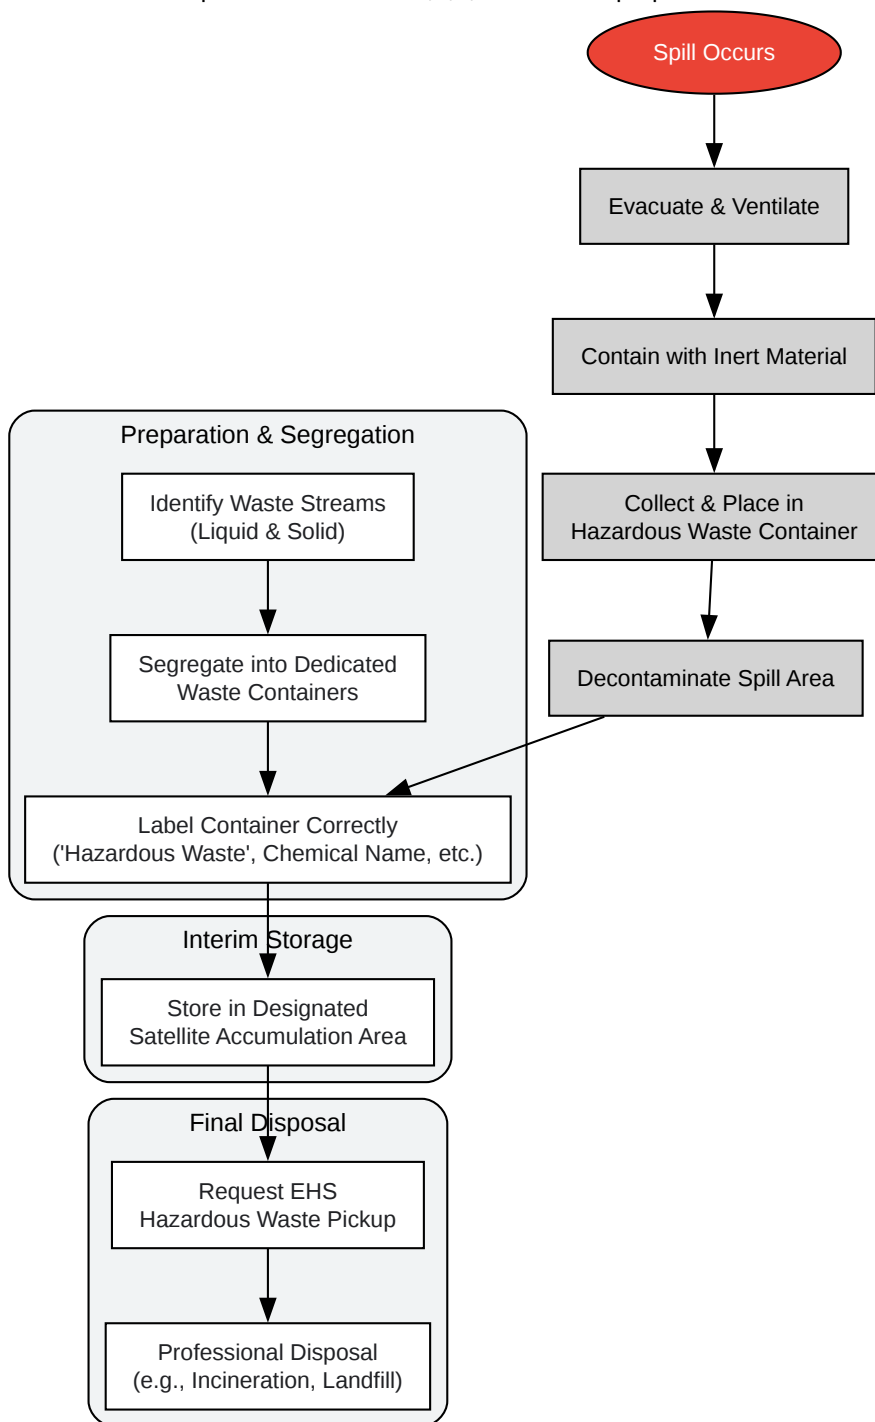 Spill Occurs
Evacuate & Ventilate
Contain with Inert Material
Collect & Place in
Hazardous Waste Container
Decontaminate Spill Area
Preparation & Segregation
Identify Waste Streams
(Liquid & Solid)
Segregate into Dedicated
Waste Containers
Label Container Correctly
('Hazardous Waste', Chemical Name, etc.)
Interim Storage
Store in Designated
Satellite Accumulation Area
Final Disposal
Request EHS
Hazardous Waste Pickup
Professional Disposal
(e.g., Incineration, Landfill)